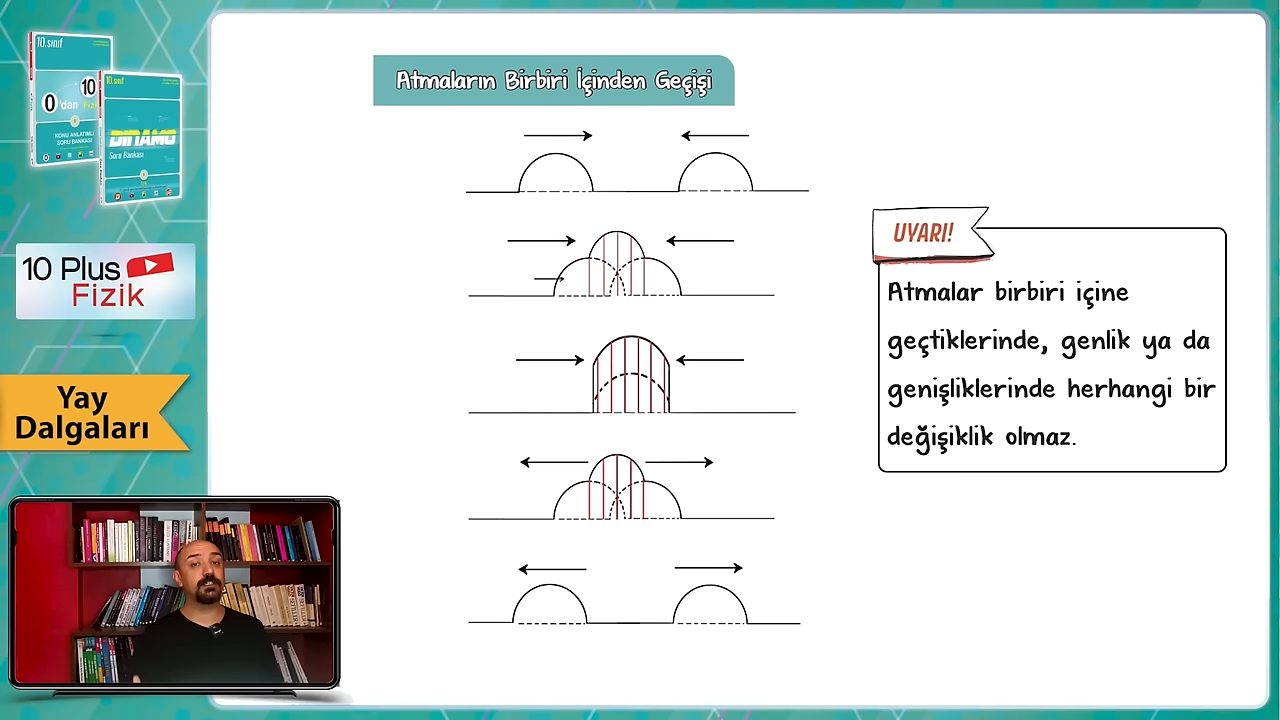 10.sınıf
10
0'dan
Fizik
KONU ANLATIMLI
SORU BANKASI
10.sınıf
DİNAMO
Soru Bankası
10 Plus
Fizik
Yay
Dalgaları
Atmaların Birbiri İçinden Geçişi
UYARI!
Atmalar birbiri içine
geçtiklerinde, genlik ya da
genişliklerinde herhangi bir
değişiklik olmaz.